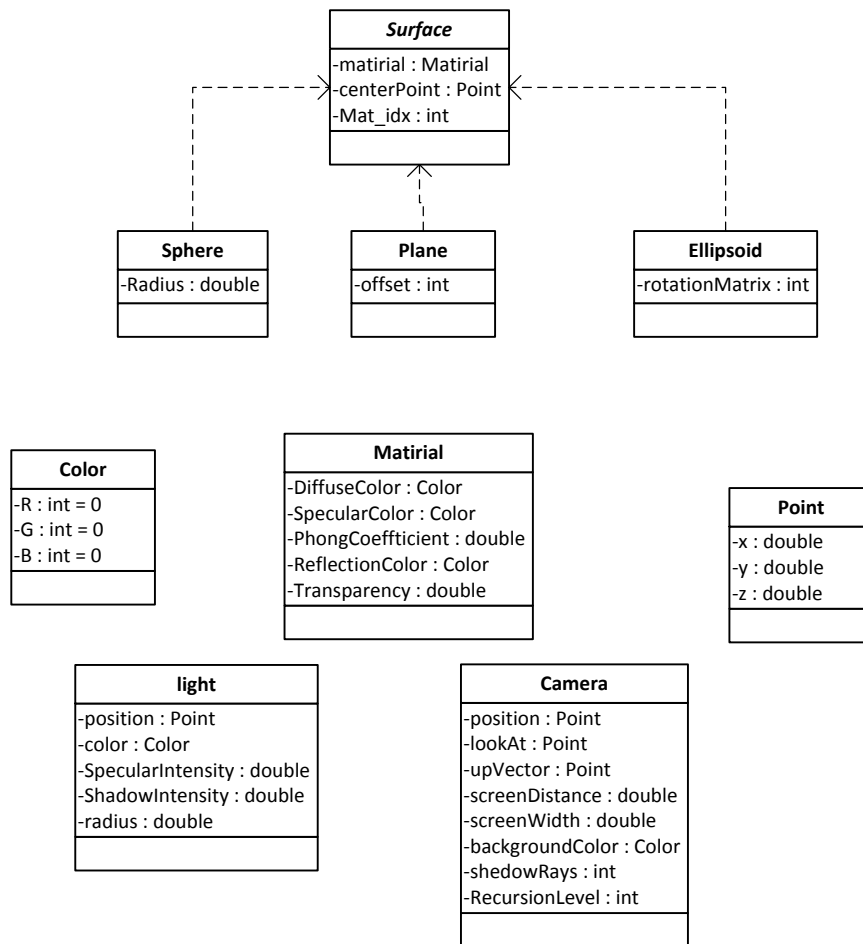 Surface
-matirial : Matirial
-centerPoint : Point
-Mat_idx : int
Sphere
-Radius : double
Plane
-offset : int
Ellipsoid
-rotationMatrix : int
Color
-R : int = 0
-G : int = 0
-B : int = 0
Matirial
-DiffuseColor : Color
-SpecularColor : Color
-PhongCoeffticient : double
-ReflectionColor : Color
-Transparency : double
Point
-x : double
-y : double
-z : double
light
-position : Point
-color : Color
-SpecularIntensity : double
-ShadowIntensity : double
-radius : double
Camera
-position : Point
-lookAt : Point
-upVector : Point
-screenDistance : double
-screenWidth : double
-backgroundColor : Color
-shedowRays : int
-RecursionLevel : int